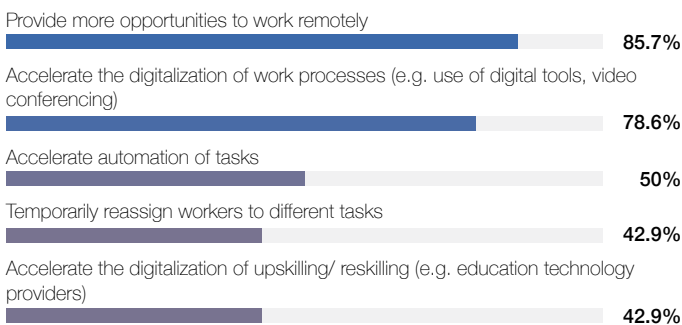 Provide more opportunities to work remotely
85.7%
Accelerate the digitalization of work processes (e.g. use of digital tools, video
conferencing)
78.6%
Accelerate automation of tasks
50%
Temporarily reassign workers to different tasks
42.9%
Accelerate the digitalization of upskilling/ reskilling (e.g. education technology
providers)
42.9%